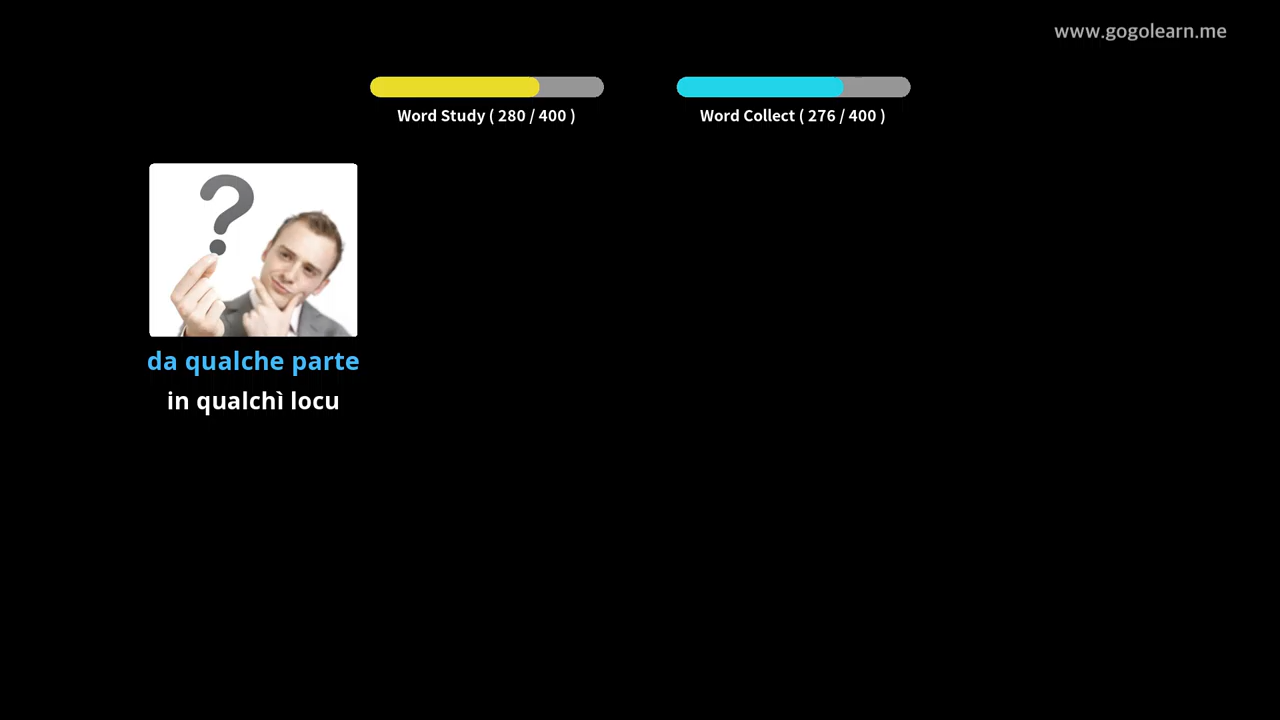 www.gogolearn.me
Word Study ( 280 / 400 )
Word Collect ( 276 / 400 )
da qualche parte
in qualchì locu